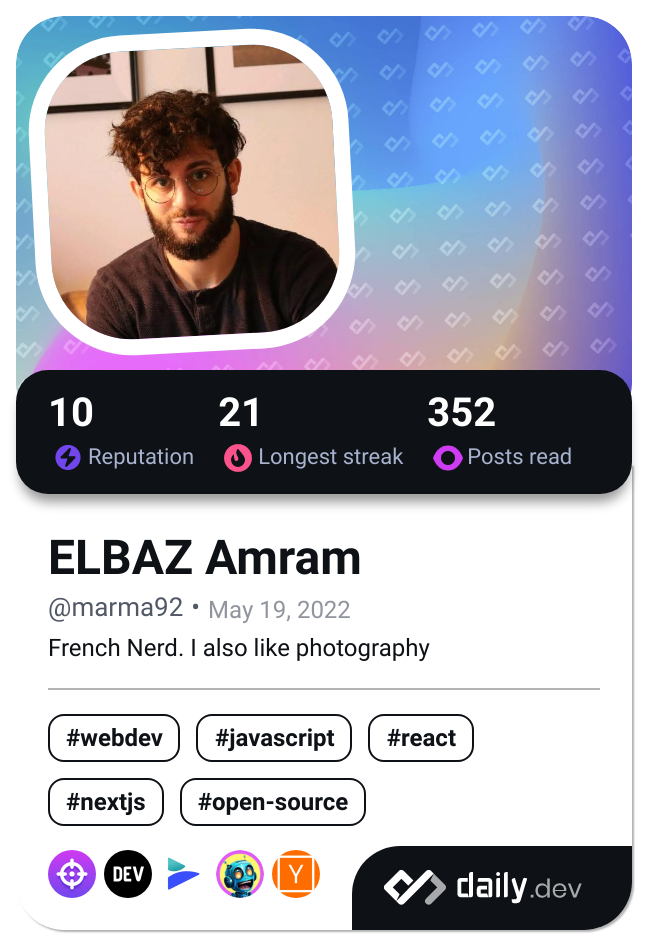 10 21 352
Reputation Longest streak Posts read
ELBAZ Amram
@marma92 • May 19, 2022
French Nerd. I also like photography
#webdev #javascript #react
#nextjs #open-source
DEV Y daily.dev